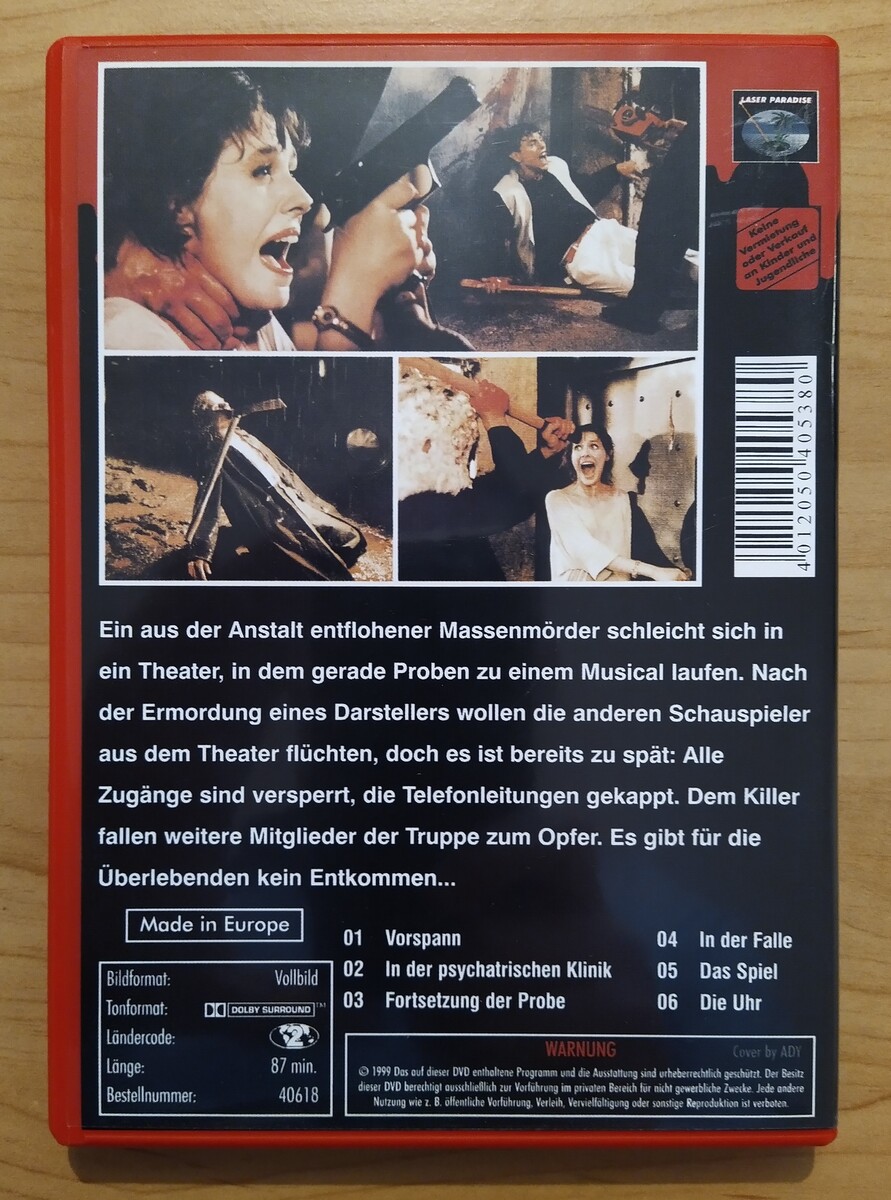 LASER PARADISE
Keine
Vermietung
oder Verkauf
an Kinder und
Jugendliche
4 012050 405380
Ein aus der Anstalt entflohener Massenmörder schleicht sich in
ein Theater, in dem gerade Proben zu einem Musical laufen. Nach
der Ermordung eines Darstellers wollen die anderen Schauspieler
aus dem Theater flüchten, doch es ist bereits zu spät: Alle
Zugänge sind versperrt, die Telefonleitungen gekappt. Dem Killer
fallen weitere Mitglieder der Truppe zum Opfer. Es gibt für die
Überlebenden kein Entkommen...
Made in Europe
Bildformat: Vollbild
Tonformat: DOLBY SURROUND TM
Ländercode: 2
Länge: 87 min.
Bestellnummer: 40618
01 Vorspann
02 In der psychatrischen Klinik
03 Fortsetzung der Probe
04 In der Falle
05 Das Spiel
06 Die Uhr
WARNUNG
Cover by ADY
© 1999 Das auf dieser DVD enthaltene Programm und die Ausstattung sind urheberrechtlich geschützt. Der Besitz
dieser DVD berechtigt ausschließlich zur Vorführung im privaten Bereich für nicht gewerbliche Zwecke. Jede andere
Nutzung wie z. B. öffentliche Vorführung, Verleih, Vervielfältigung oder sonstige Reproduktion ist verboten.